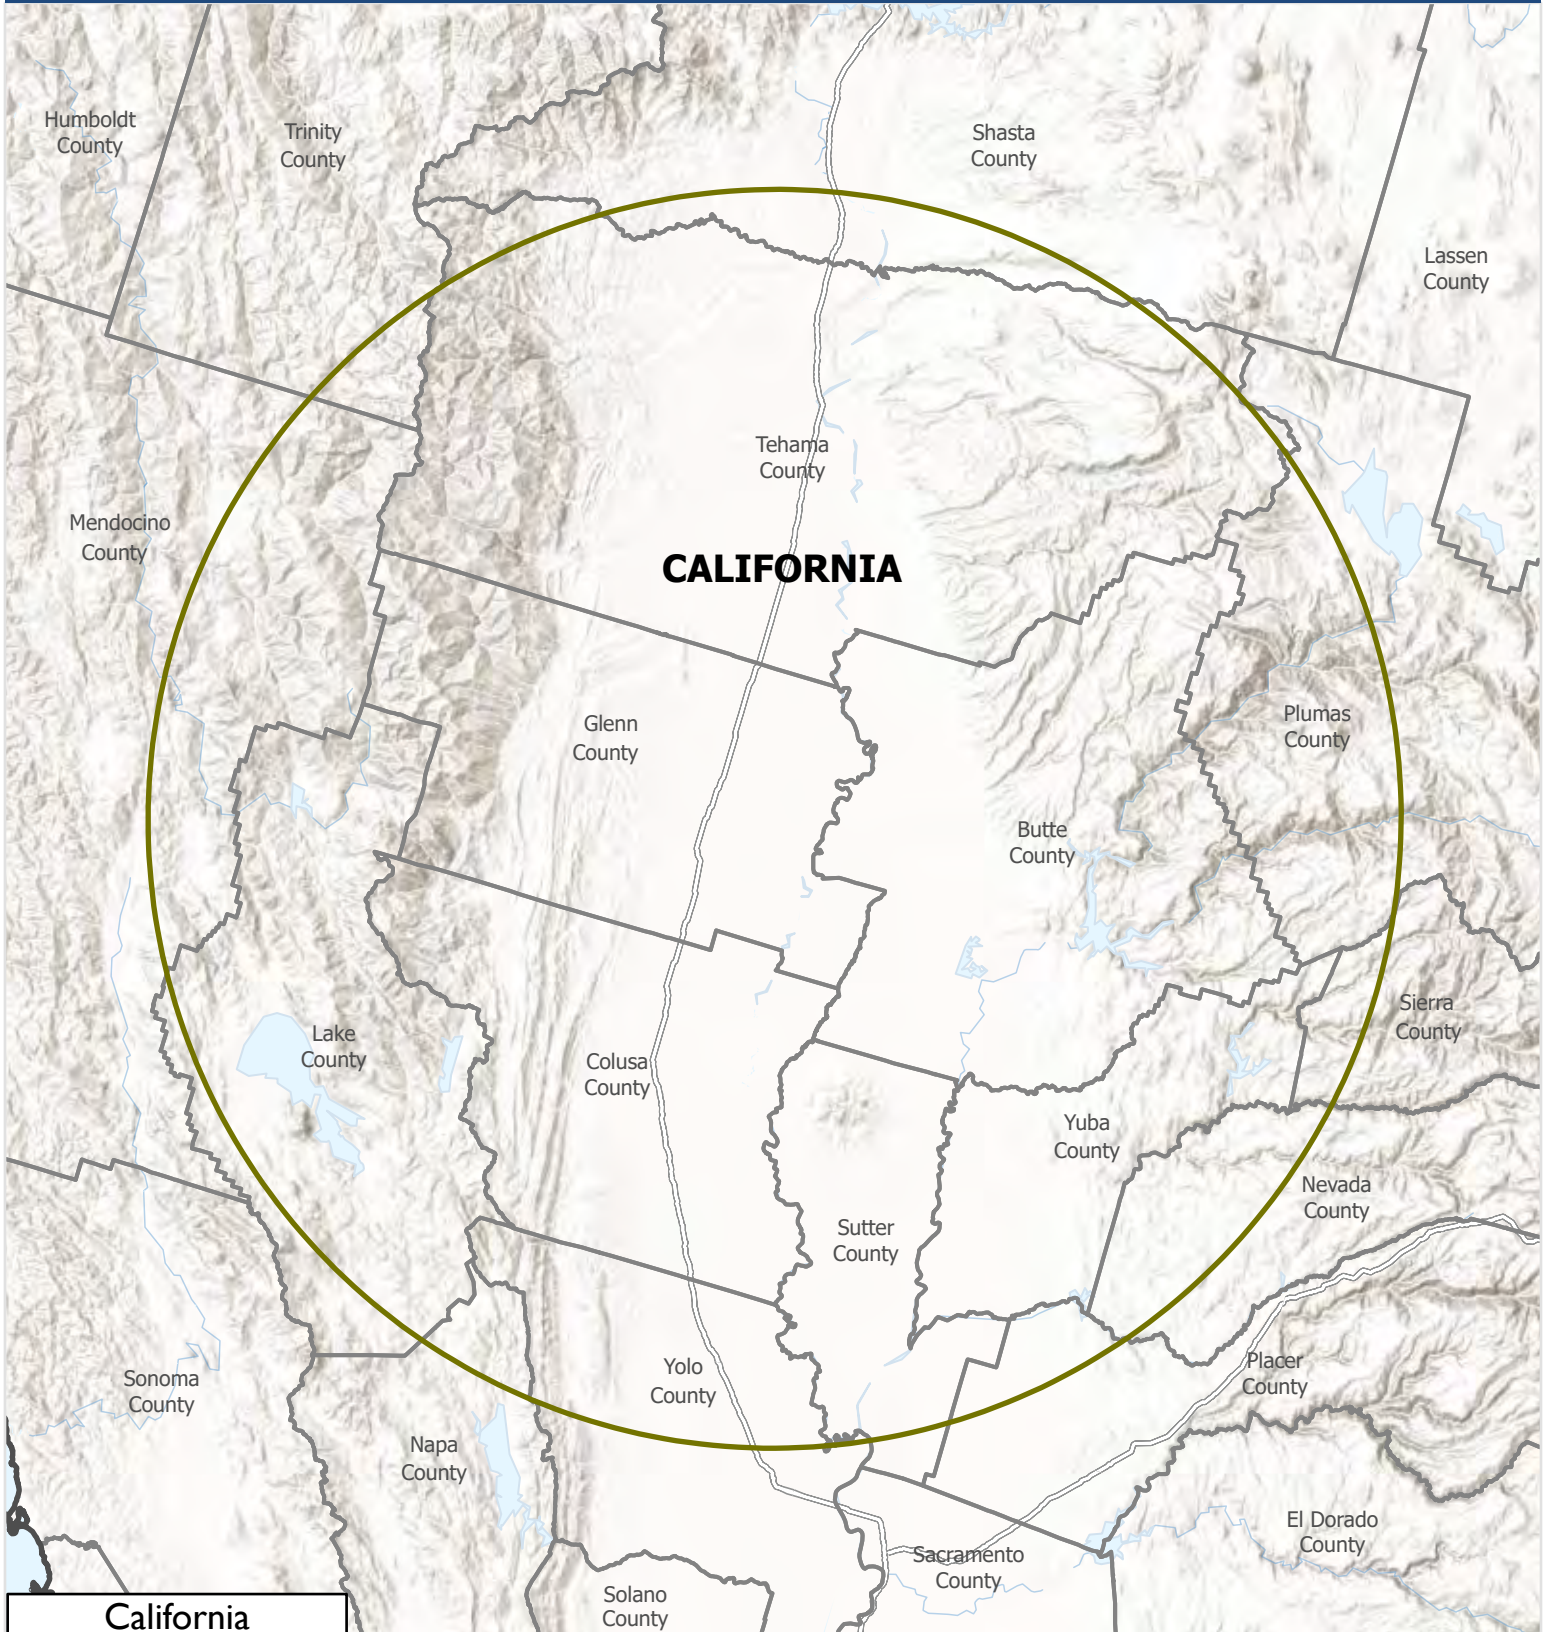 Humboldt
County
Trinity
County
Shasta
County
Lassen
County
Tehama
County
Mendocino
County
CALIFORNIA
Glenn
County
Plumas
County
Butte
County
Sierra
County
Lake
County
Colusa
County
Yuba
County
Nevada
County
Sutter
County
Placer
County
Yolo
County
Sonoma
County
Napa
County
El Dorado
County
Sacramento
County
Solano
County
California